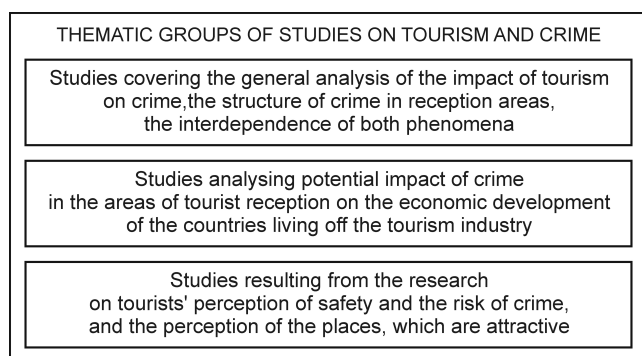 THEMATIC GROUPS OF STUDIES ON TOURISM AND CRIME
Studies covering the general analysis of the impact of tourism
on crime,the structure of crime in reception areas,
the interdependence of both phenomena
Studies analysing potential impact of crime
in the areas of tourist reception on the economic development
of the countries living off the tourism industry
Studies resulting from the research
on tourists' perception of safety and the risk of crime,
and the perception of the places, which are attractive